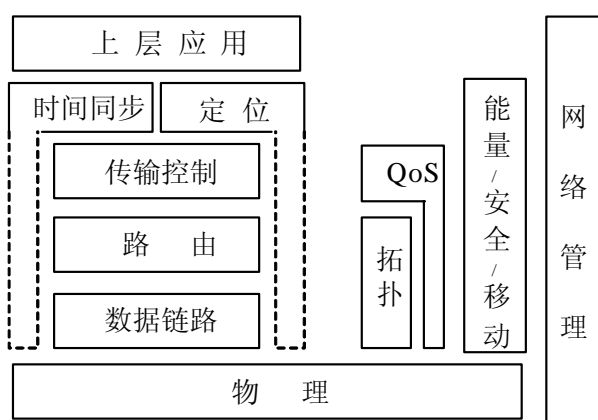 上层应用
时间同步
定位
传输控制
路由
数据链路
物理
QoS
拓扑
能量/安全/移动
网络管理